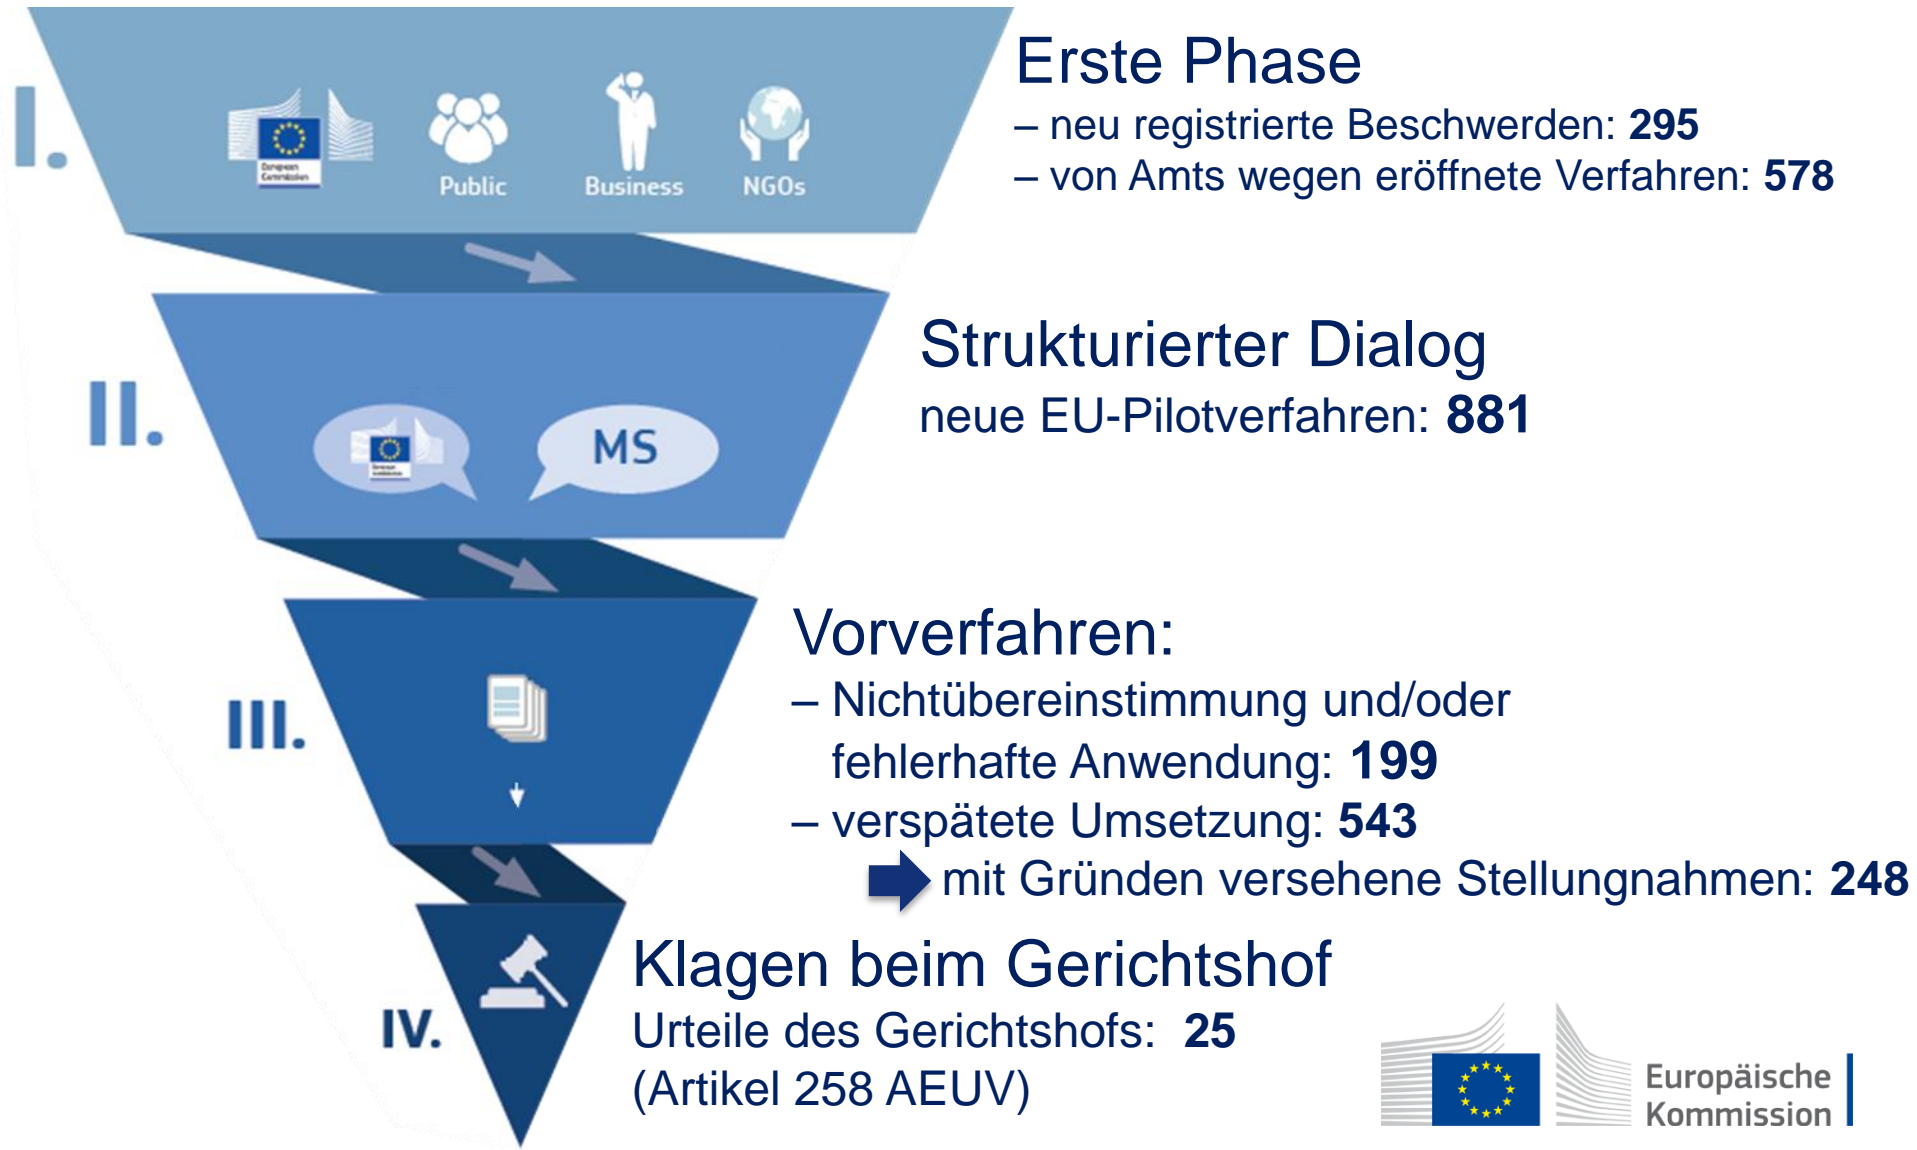 I.
European
Commission
Public
Business
NGOs
Erste Phase
– neu registrierte Beschwerden: 295
– von Amts wegen eröffnete Verfahren: 578
II.
MS
Strukturierter Dialog
neue EU-Pilotverfahren: 881
III.
Vorverfahren:
– Nichtübereinstimmung und/oder
fehlerhafte Anwendung: 199
– verspätete Umsetzung: 543
mit Gründen versehene Stellungnahmen: 248
IV.
Klagen beim Gerichtshof
Urteile des Gerichtshofs: 25
(Artikel 258 AEUV)
Europäische
Kommission